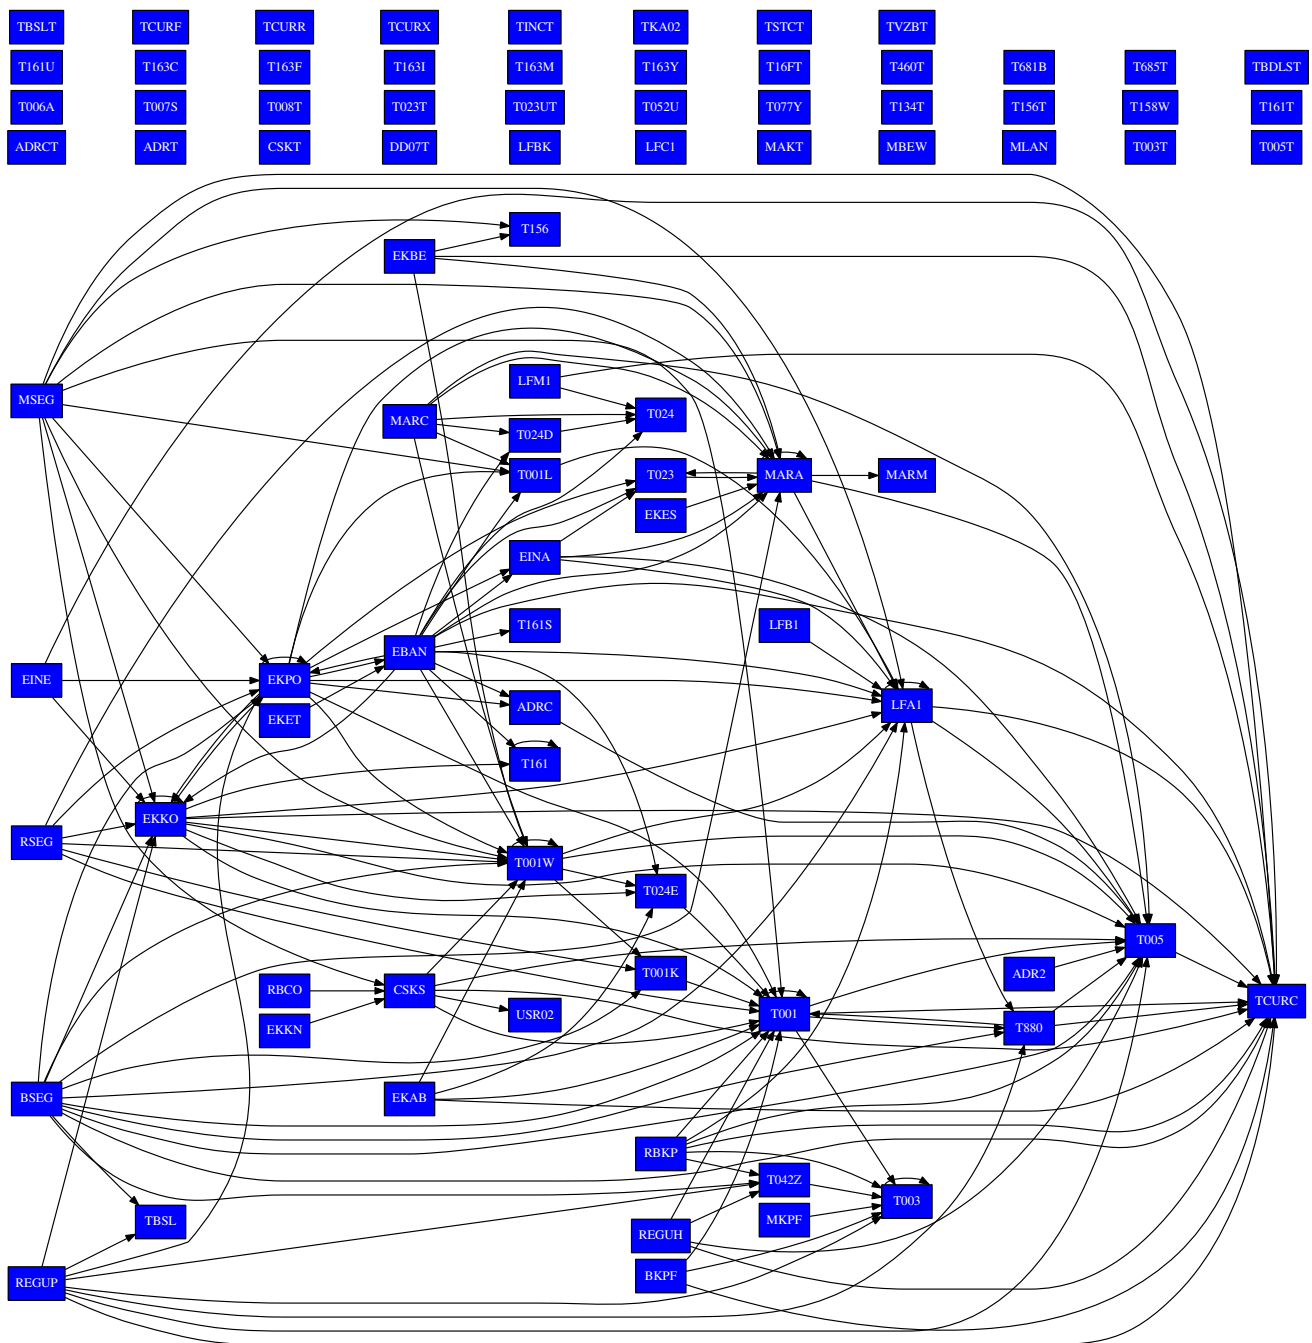 TBSLT TCURF TCURR TCURX TINCT TKA02 TSTCT TVZBT
T161U T163C T163F T163I T163M T163Y T16FT T460T T681B T685T TBDLST
T006A T007S T008T T023T T023UT T052U T077Y T134T T156T T158W T161T
ADRCT ADRT CSKT DD07T LFBK LFC1 MAKT MBEW MLAN T003T T005T
T156
EKBE
LFM1
MSEG
T024
MARC
T024D
T001L T023 MARA MARM
EKES
EINA
T161S LFB1
EBAN
EINE EKPO
ADRC LFA1
EKET
T161
EKKO
RSEG
T001W
T024E
T005
T001K ADR2
RBCO CSKS
TCURC
USR02 T001
EKKN T880
BSEG EKAB
RBKP
T042Z
T003
TBSL MKPF
REGUH
BKPF
REGUP